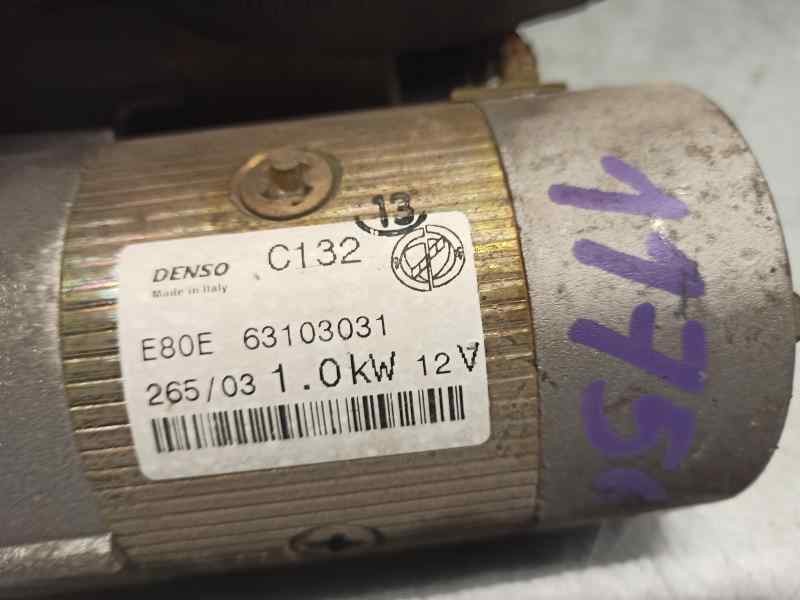 13
DENSO C132
Made in Italy
E80E 63103031
265/03 1.0kW 12V
1175